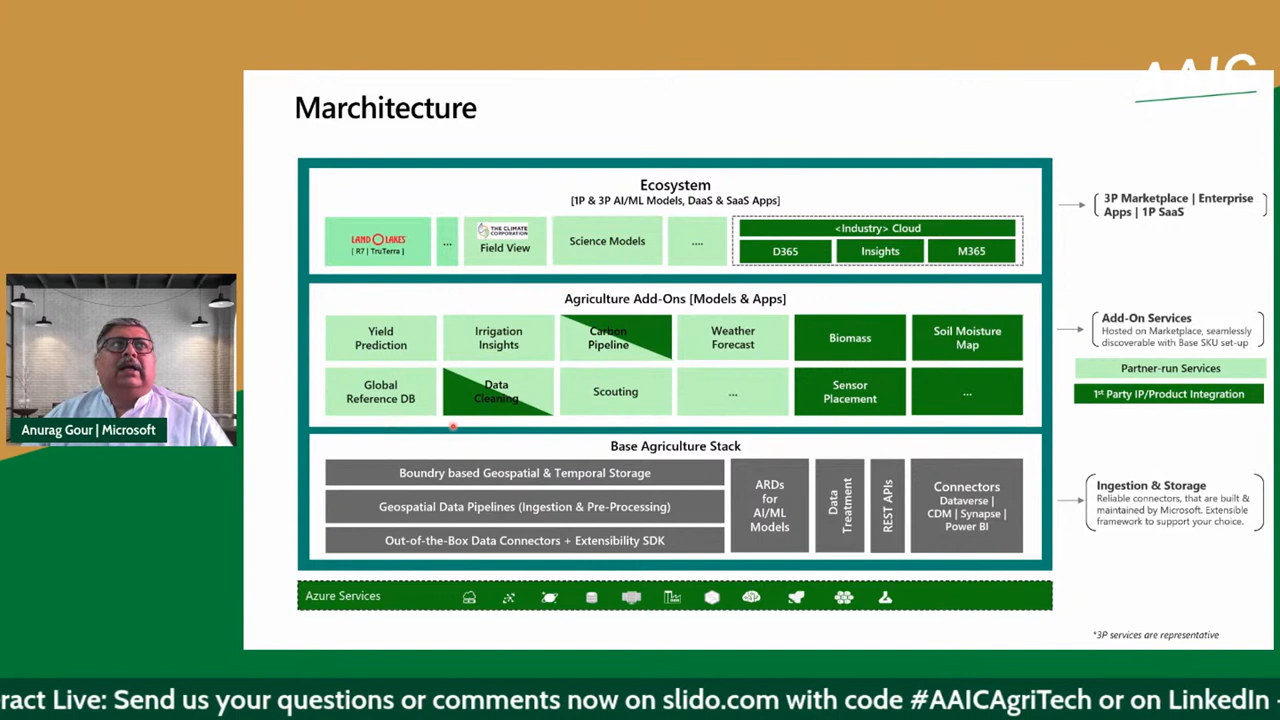 AAIC
Marchitecture
Ecosystem
[1P & 3P AI/ML Models, DaaS & SaaS Apps]
LAND O LAKES
[ R7 | TruTerra ]
...
THE CLIMATE
CORPORATION
Field View
Science Models
....
<Industry> Cloud
D365
Insights
M365
3P Marketplace | Enterprise
Apps | 1P SaaS
Agriculture Add-Ons [Models & Apps]
Yield
Prediction
Irrigation
Insights
Carbon
Pipeline
Weather
Forecast
Biomass
Soil Moisture
Map
Global
Reference DB
Data
Cleaning
Scouting
...
Sensor
Placement
...
Add-On Services
Hosted on Marketplace, seamlessly
discoverable with Base SKU set-up
Partner-run Services
1st Party IP/Product Integration
Base Agriculture Stack
Boundry based Geospatial & Temporal Storage
Geospatial Data Pipelines (Ingestion & Pre-Processing)
Out-of-the-Box Data Connectors + Extensibility SDK
ARDs
for
AI/ML
Models
Data
Treatment
REST APIs
Connectors
Dataverse |
CDM | Synapse |
Power BI
Ingestion & Storage
Reliable connectors, that are built &
maintained by Microsoft. Extensible
framework to support your choice.
Azure Services
*3P services are representative
Anurag Gour | Microsoft
ract Live: Send us your questions or comments now on slido.com with code #AAICAgriTech or on LinkedIn